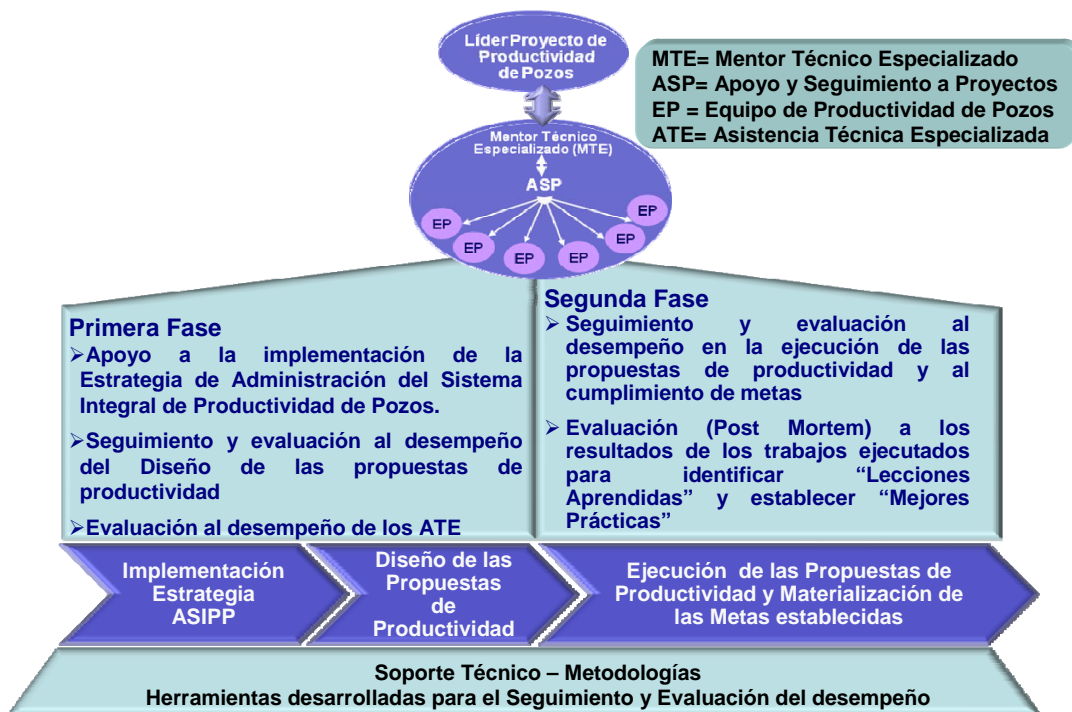 Líder Proyecto de
Productividad
de Pozos
MTE= Mentor Técnico Especializado
ASP= Apoyo y Seguimiento a Proyectos
EP = Equipo de Productividad de Pozos
ATE= Asistencia Técnica Especializada
Mentor Técnico
Especializado (MTE)
ASP
EP
EP
EP
EP
EP
EP
Primera Fase
➢Apoyo a la implementación de la
Estrategia de Administración del Sistema
Integral de Productividad de Pozos.
➢Seguimiento y evaluación al desempeño
del Diseño de las propuestas de
productividad
➢Evaluación al desempeño de los ATE
Segunda Fase
➢ Seguimiento y evaluación al
desempeño en la ejecución de las
propuestas de productividad y al
cumplimiento de metas
➢ Evaluación (Post Mortem) a los
resultados de los trabajos ejecutados
para identificar “Lecciones
Aprendidas” y establecer “Mejores
Prácticas”
Implementación
Estrategia
ASIPP
Diseño de las
Propuestas
de
Productividad
Ejecución de las Propuestas de
Productividad y Materialización de
las Metas establecidas
Soporte Técnico – Metodologías
Herramientas desarrolladas para el Seguimiento y Evaluación del desempeño